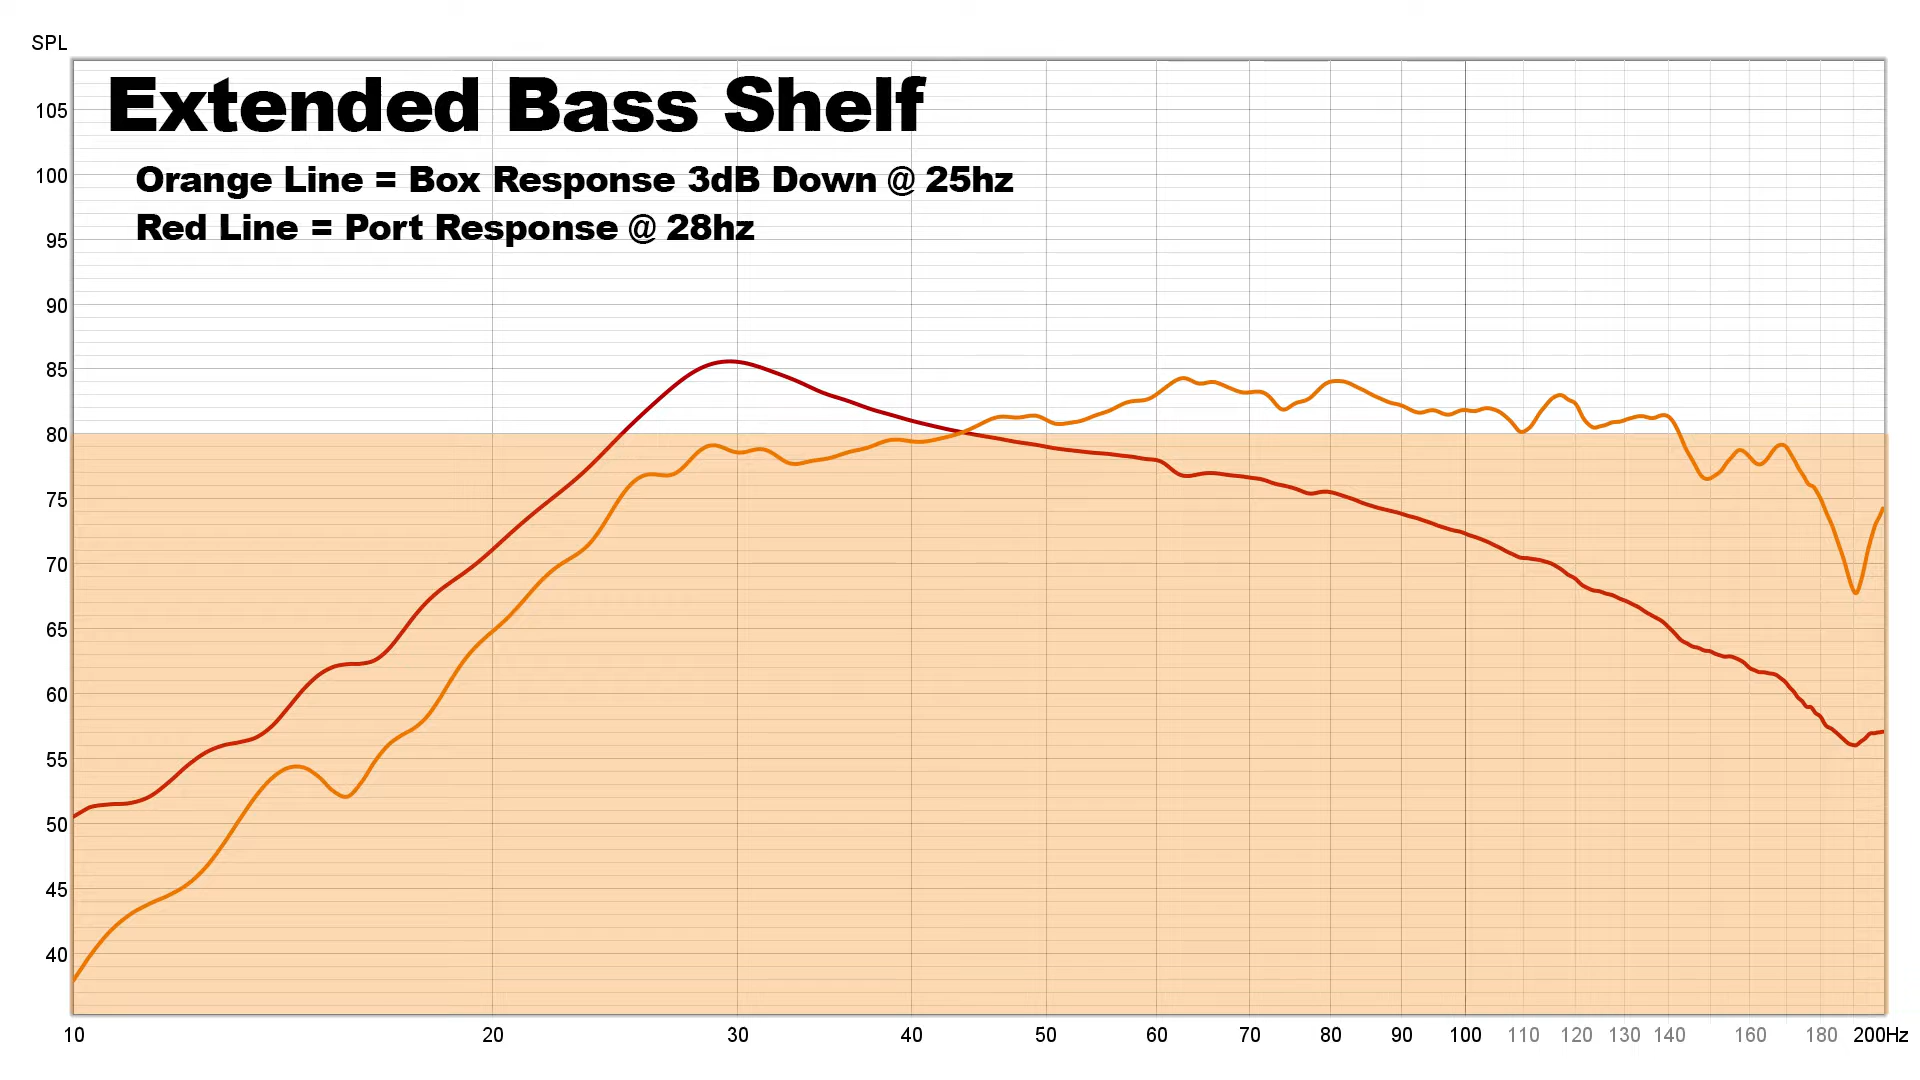 SPL
Extended Bass Shelf
Orange Line = Box Response 3dB Down @ 25hz
Red Line = Port Response @ 28hz
105
100
95
90
85
80
75
70
65
60
55
50
45
40
10 20 30 40 50 60 70 80 90 100 110 120 130 140 160 180 200Hz